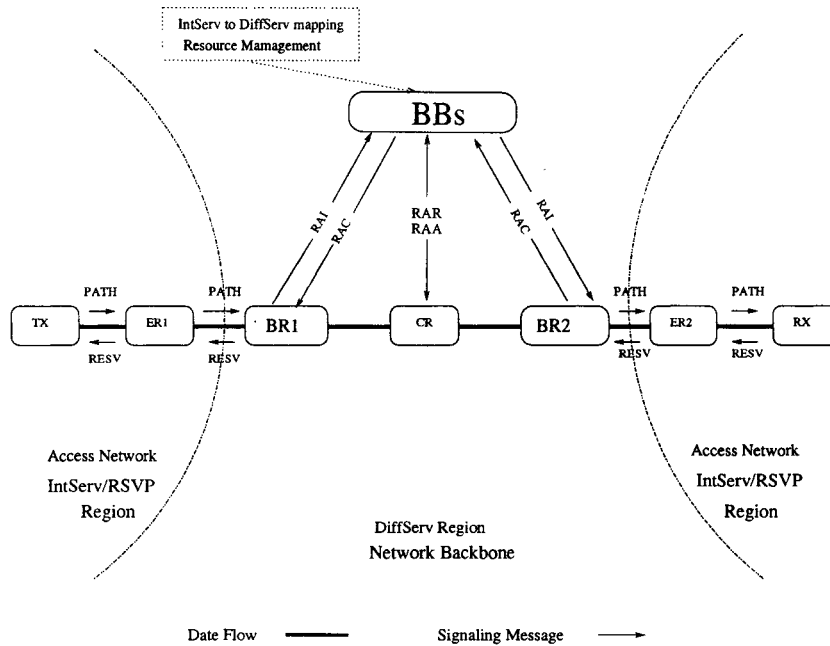 IntServ to DiffServ mapping
Resource Mamagement
BBs
RAI
RAC
RAR
RAA
RAC
RAI
PATH
PATH
PATH
PATH
TX
ER1
BR1
CR
BR2
ER2
RX
RESV
RESV
RESV
RESV
Access Network
IntServ/RSVP
Region
Access Network
IntServ/RSVP
Region
DiffServ Region
Network Backbone
Date Flow
Signaling Message